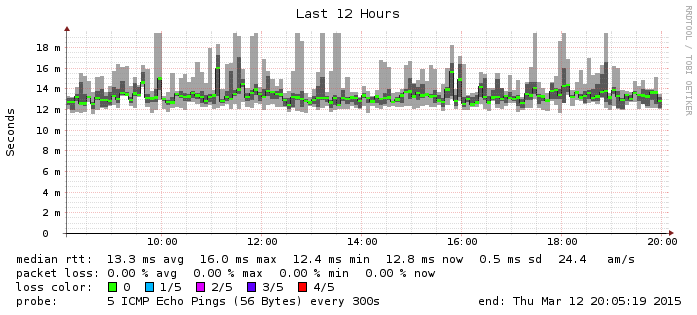 Last 12 Hours
RRDTOOL / TOBI OETIKER
Seconds
18 m
16 m
14 m
12 m
10 m
8 m
6 m
4 m
2 m
0
10:00 12:00 14:00 16:00 18:00 20:00
median rtt: 13.3 ms avg 16.0 ms max 12.4 ms min 12.8 ms now 0.5 ms sd 24.4 am/s
packet loss: 0.00 % avg 0.00 % max 0.00 % min 0.00 % now
loss color: 0 1/5 2/5 3/5 4/5
probe: 5 ICMP Echo Pings (56 Bytes) every 300s end: Thu Mar 12 20:05:19 2015